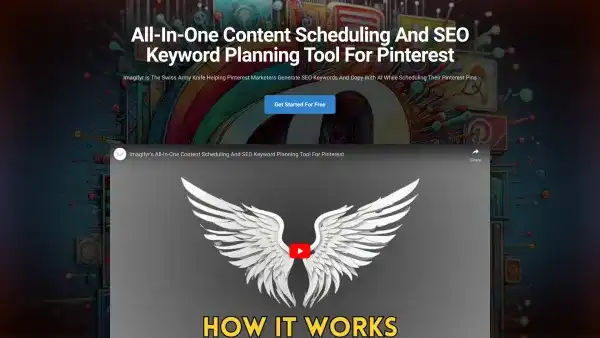 All-In-One Content Scheduling And SEO
Keyword Planning Tool For Pinterest
Imagifyr Is The Swiss Army Knife Helping Pinterest Marketers Generate SEO Keywords And Copy With AI While Scheduling Their Pinterest Pins
Get Started For Free
Imagifyr's All-In-One Content Scheduling And SEO Keyword Planning Tool For Pinterest
Share
HOW IT WORKS